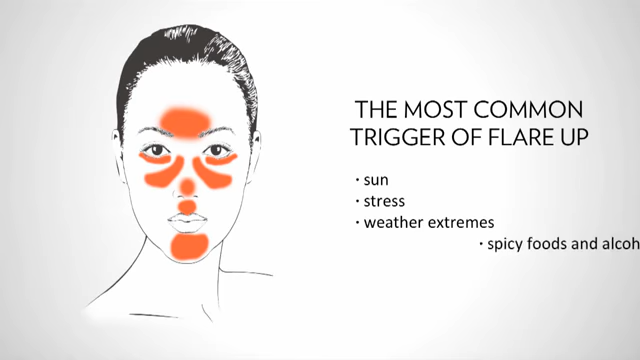 THE MOST COMMON
TRIGGER OF FLARE UP
· sun
· stress
· weather extremes
· spicy foods and alcoh